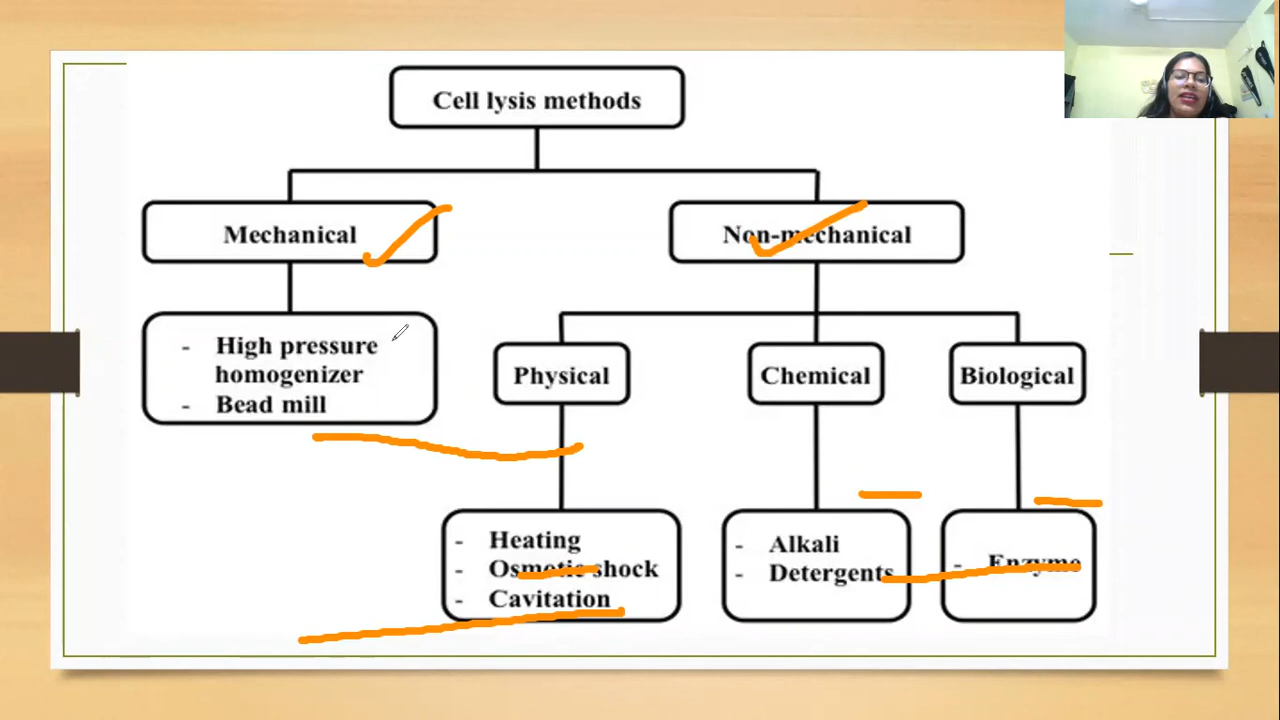 Cell lysis methods
Mechanical
Non-mechanical
- High pressure
homogenizer
- Bead mill
Physical
Chemical
Biological
- Heating
- Osmotic shock
- Cavitation
- Alkali
- Detergents
- Enzyme